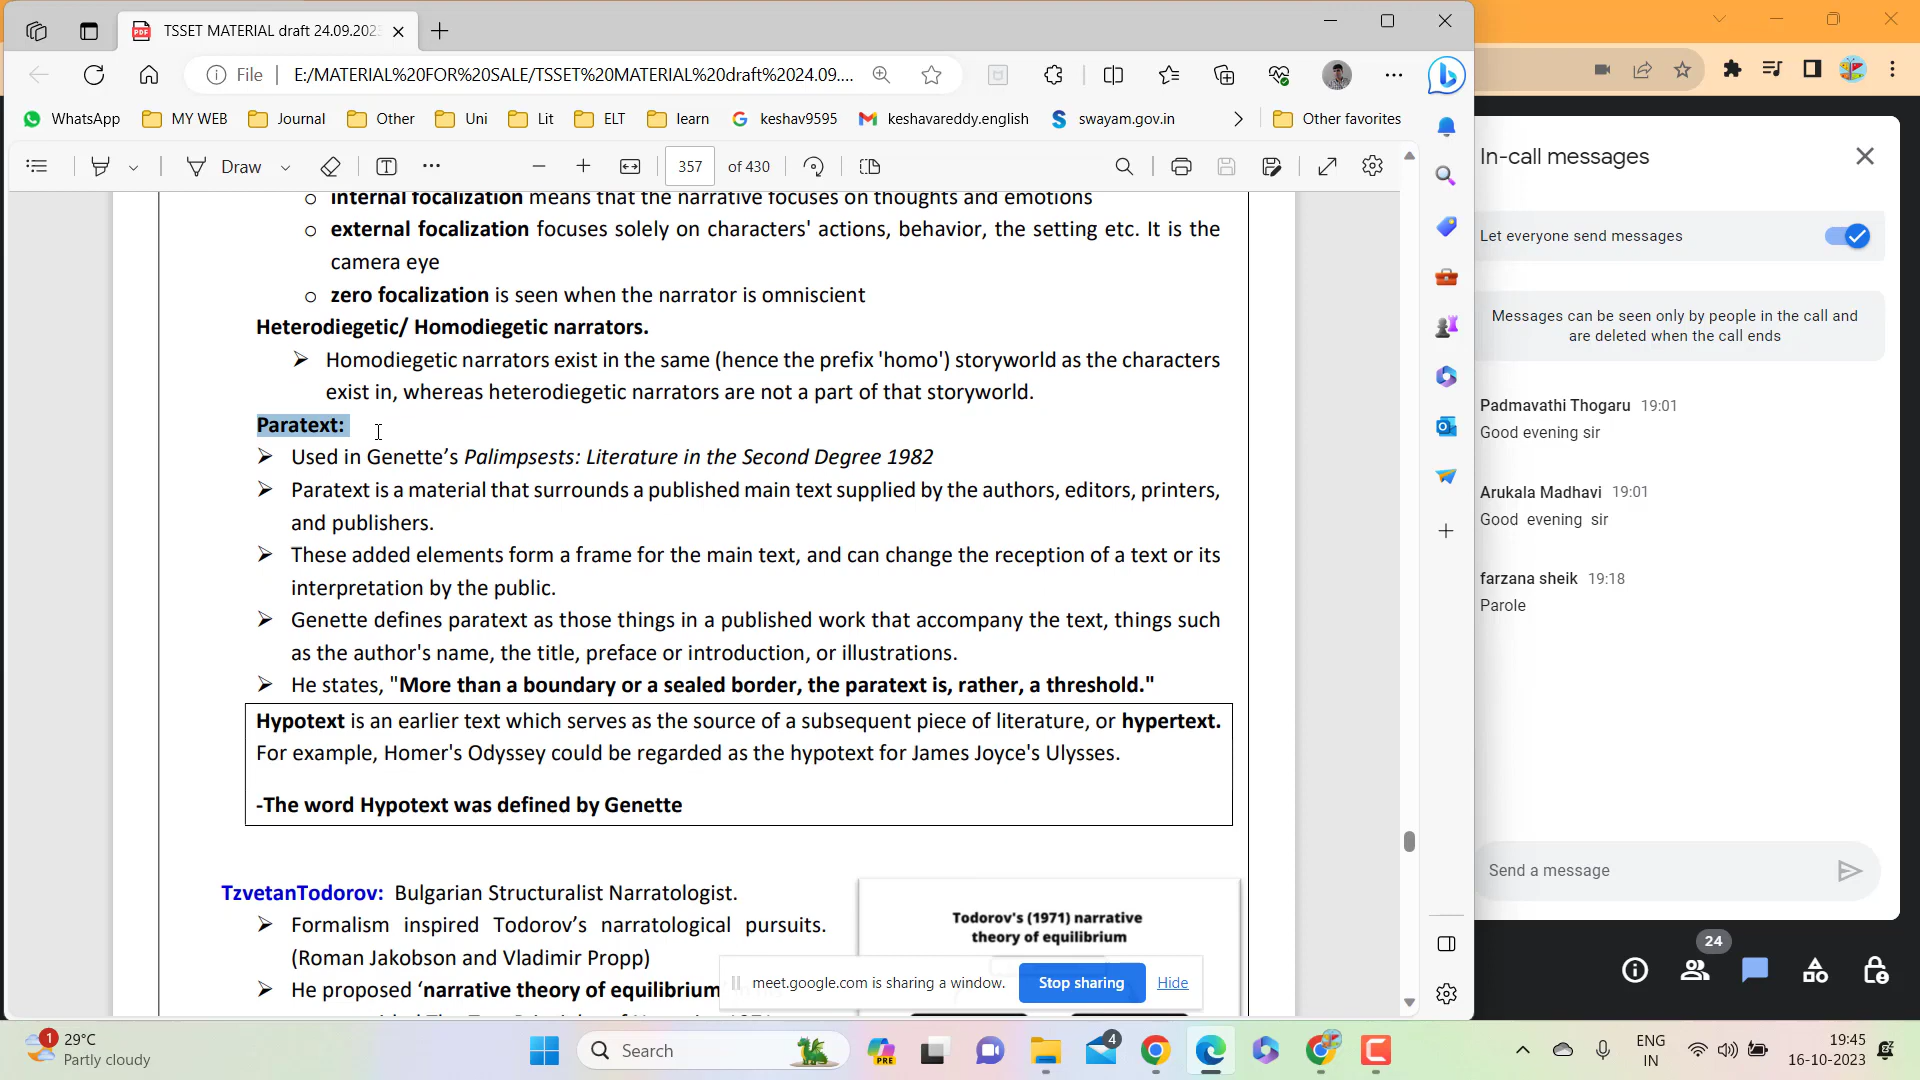 TSSET MATERIAL draft 24.09.202
File
E:/MATERIAL%20FOR%20SALE/TSSET%20MATERIAL%20draft%2024.09....
WhatsApp
MY WEB
Journal
Other
Uni
Lit
ELT
learn
keshav9595
keshavareddy.english
swayam.gov.in
Other favorites
Draw
357
of 430
internal focalization means that the narrative focuses on thoughts and emotions
o external focalization focuses solely on characters' actions, behavior, the setting etc. It is the
camera eye
o zero focalization is seen when the narrator is omniscient
Heterodiegetic/ Homodiegetic narrators.
➢ Homodiegetic narrators exist in the same (hence the prefix 'homo') storyworld as the characters
exist in, whereas heterodiegetic narrators are not a part of that storyworld.
Paratext:
➢ Used in Genette’s Palimpsests: Literature in the Second Degree 1982
➢ Paratext is a material that surrounds a published main text supplied by the authors, editors, printers,
and publishers.
➢ These added elements form a frame for the main text, and can change the reception of a text or its
interpretation by the public.
➢ Genette defines paratext as those things in a published work that accompany the text, things such
as the author's name, the title, preface or introduction, or illustrations.
➢ He states, "More than a boundary or a sealed border, the paratext is, rather, a threshold."
Hypotext is an earlier text which serves as the source of a subsequent piece of literature, or hypertext.
For example, Homer's Odyssey could be regarded as the hypotext for James Joyce's Ulysses.
-The word Hypotext was defined by Genette
TzvetanTodorov: Bulgarian Structuralist Narratologist.
➢ Formalism inspired Todorov’s narratological pursuits.
(Roman Jakobson and Vladimir Propp)
➢ He proposed ‘narrative theory of equilibrium
Todorov's (1971) narrative
theory of equilibrium
meet.google.com is sharing a window.
Stop sharing
Hide
In-call messages
Let everyone send messages
Messages can be seen only by people in the call and
are deleted when the call ends
Padmavathi Thogaru 19:01
Good evening sir
Arukala Madhavi 19:01
Good evening sir
farzana sheik 19:18
Parole
Send a message
24
1
29°C
Partly cloudy
Search
PRE
4
ENG
IN
19:45
16-10-2023